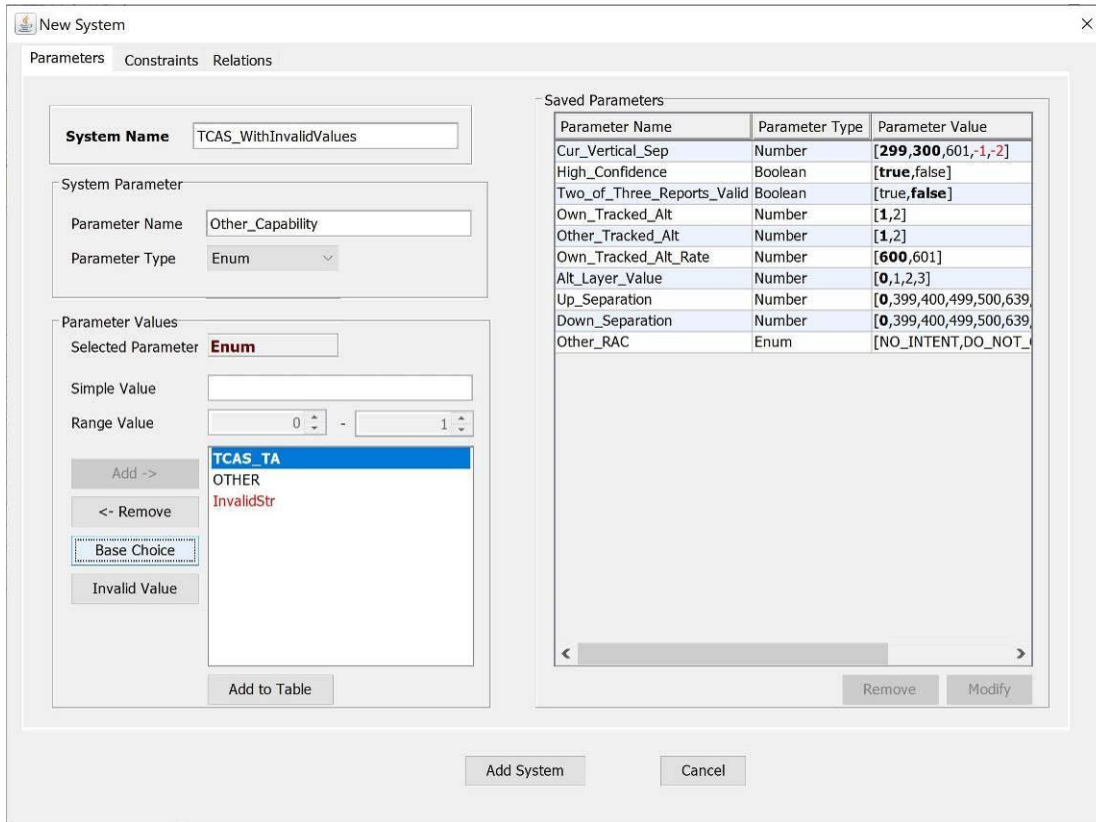 New System
Parameters Constraints Relations
System Name TCAS_WithInvalidValues
System Parameter
Parameter Name Other_Capability
Parameter Type Enum
Parameter Values
Selected Parameter Enum
Simple Value
Range Value 0 - 1
Add ->
<- Remove
Base Choice
Invalid Value
TCAS_TA
OTHER
InvalidStr
Add to Table
Saved Parameters
Parameter Name Parameter Type Parameter Value
Cur_Vertical_Sep Number [299,300,601,-1,-2]
High_Confidence Boolean [true,false]
Two_of_Three_Reports_Valid Boolean [true,false]
Own_Tracked_Alt Number [1,2]
Other_Tracked_Alt Number [1,2]
Own_Tracked_Alt_Rate Number [600,601]
Alt_Layer_Value Number [0,1,2,3]
Up_Separation Number [0,399,400,499,500,639,
Down_Separation Number [0,399,400,499,500,639,
Other_RAC Enum [NO_INTENT,DO_NOT_
Remove Modify
Add System Cancel